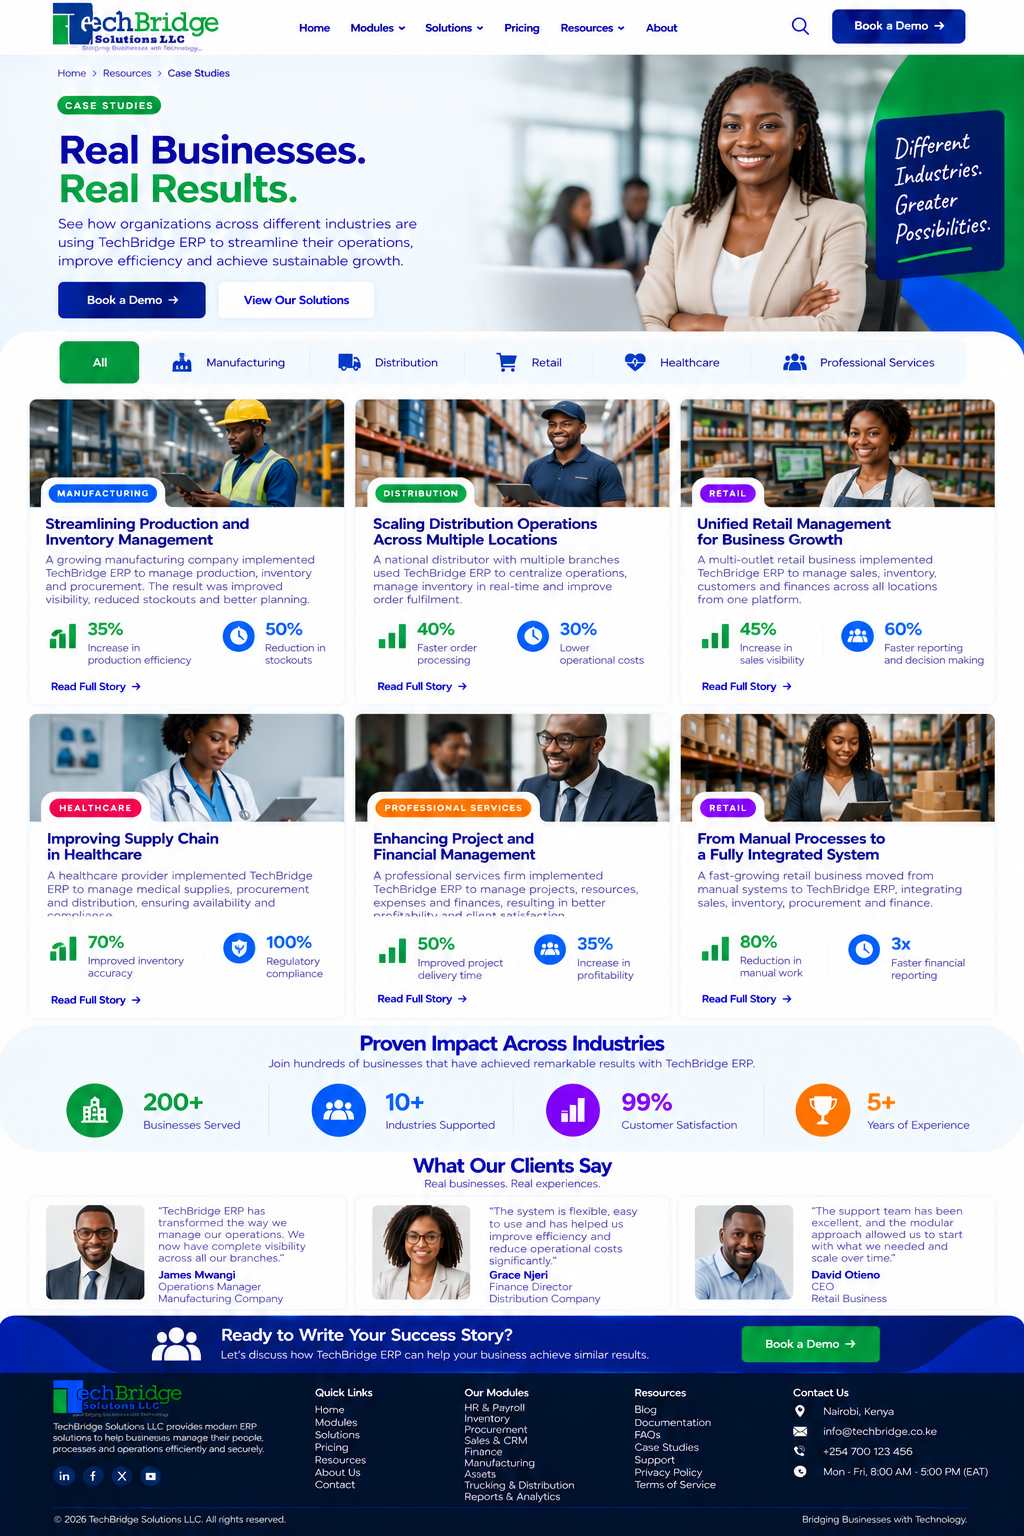 TechBridge
Solutions LLC
Home
Modules
Solutions
Pricing
Resources
About
Book a Demo →
Home > Resources > Case Studies
CASE STUDIES
Real Businesses.
Real Results.
See how organizations across different industries are
using TechBridge ERP to streamline their operations,
improve efficiency and achieve sustainable growth.
Book a Demo →
View Our Solutions
Different
Industries.
Greater
Possibilities.
All
Manufacturing
Distribution
Retail
Healthcare
Professional Services
MANUFACTURING
Streamlining Production and
Inventory Management
A growing manufacturing company implemented
TechBridge ERP to manage production, inventory
and procurement. The result was improved
visibility, reduced stockouts and better planning.
35%
Increase in
production efficiency
50%
Reduction in
stockouts
Read Full Story →
DISTRIBUTION
Scaling Distribution Operations
Across Multiple Locations
A national distributor with multiple branches
used TechBridge ERP to centralize operations,
manage inventory in real-time and improve
order fulfilment.
40%
Faster order
processing
30%
Lower
operational costs
Read Full Story →
RETAIL
Unified Retail Management
for Business Growth
A multi-outlet retail business implemented
TechBridge ERP to manage sales, inventory,
customers and finances across all locations
from one platform.
45%
Increase in
sales visibility
60%
Faster reporting
and decision making
Read Full Story →
HEALTHCARE
Improving Supply Chain
in Healthcare
A healthcare provider implemented TechBridge
ERP to manage medical supplies, procurement
and distribution, ensuring availability and
compliance.
70%
Improved inventory
accuracy
100%
Regulatory
compliance
Read Full Story →
PROFESSIONAL SERVICES
Enhancing Project and
Financial Management
A professional services firm implemented
TechBridge ERP to manage projects, resources,
expenses and finances, resulting in better
profitability and client satisfaction.
50%
Improved project
delivery time
35%
Increase in
profitability
Read Full Story →
RETAIL
From Manual Processes to
a Fully Integrated System
A fast-growing retail business moved from
manual systems to TechBridge ERP, integrating
sales, inventory, procurement and finance.
80%
Reduction in
manual work
3x
Faster financial
reporting
Read Full Story →
Proven Impact Across Industries
Join hundreds of businesses that have achieved remarkable results with TechBridge ERP.
200+
Businesses Served
10+
Industries Supported
99%
Customer Satisfaction
5+
Years of Experience
What Our Clients Say
Real businesses. Real experiences.
"TechBridge ERP has
transformed the way we
manage our operations. We
now have complete visibility
across all our branches."
James Mwangi
Operations Manager
Manufacturing Company
"The system is flexible, easy
to use and has helped us
improve efficiency and
reduce operational costs
significantly."
Grace Njeri
Finance Director
Distribution Company
"The support team has been
excellent, and the modular
approach allowed us to start
with what we needed and
scale over time."
David Otieno
CEO
Retail Business
Ready to Write Your Success Story?
Let's discuss how TechBridge ERP can help your business achieve similar results.
Book a Demo →
TechBridge
Solutions LLC
TechBridge Solutions LLC provides modern ERP
solutions to help businesses manage their people,
processes and operations efficiently and securely.
Quick Links
Home
Modules
Solutions
Pricing
Resources
About Us
Contact
Our Modules
HR & Payroll
Inventory
Procurement
Sales & CRM
Finance
Manufacturing
Assets
Trucking & Distribution
Reports & Analytics
Resources
Blog
Documentation
FAQs
Case Studies
Support
Privacy Policy
Terms of Service
Contact Us
Nairobi, Kenya
info@techbridge.co.ke
+254 700 123 456
Mon - Fri, 8:00 AM - 5:00 PM (EAT)
© 2026 TechBridge Solutions LLC. All rights reserved.
Bridging Businesses with Technology.